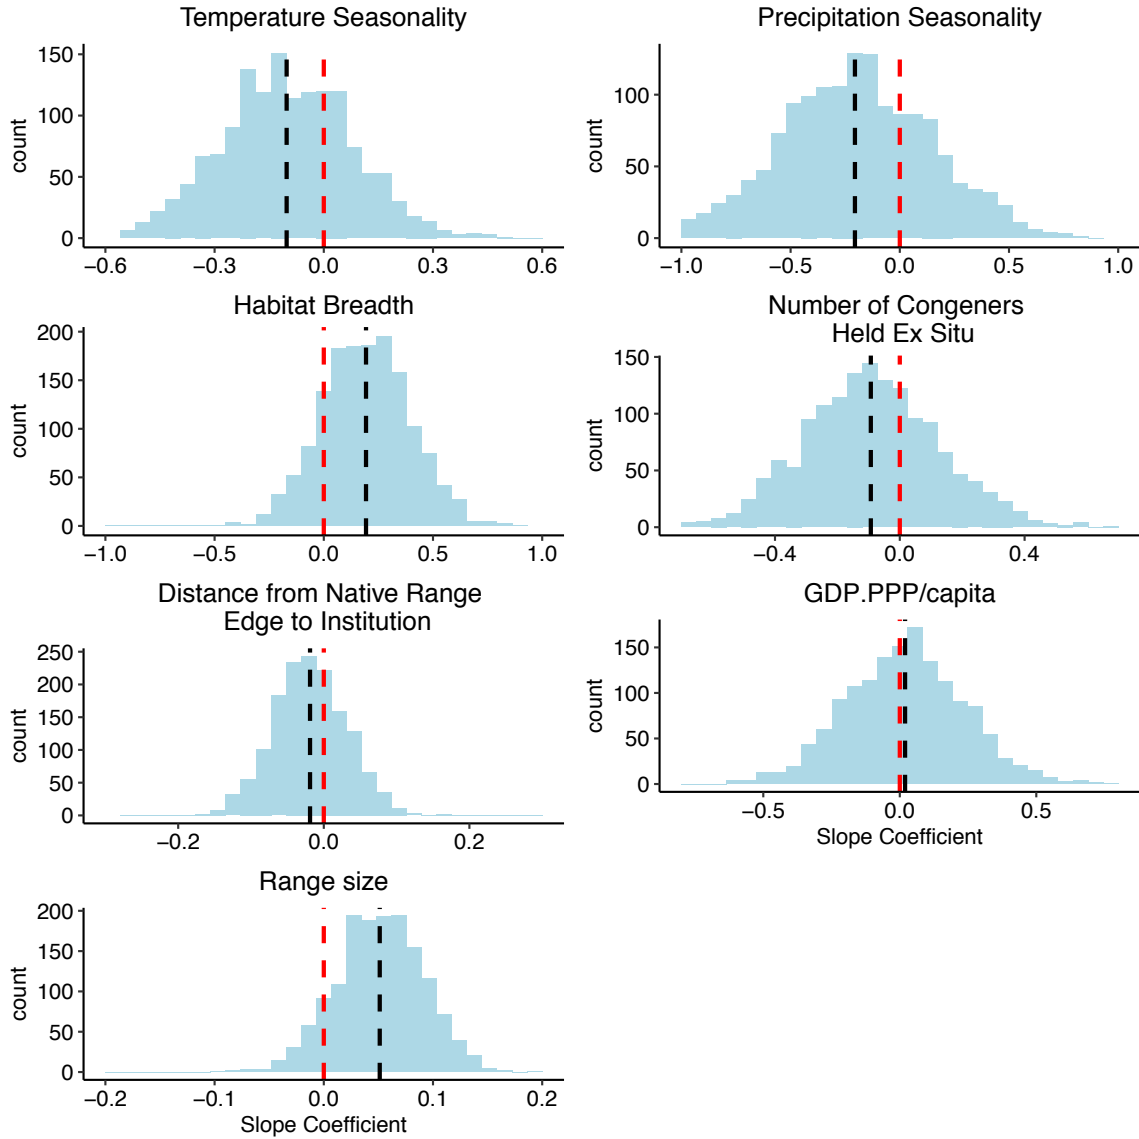 Temperature Seasonality
150
100
50
0
count
−0.6 −0.3 0.0 0.3 0.6
Precipitation Seasonality
100
50
0
count
−1.0 −0.5 0.0 0.5 1.0
Habitat Breadth
200
150
100
50
0
count
−1.0 −0.5 0.0 0.5 1.0
Number of Congeners
Held Ex Situ
150
100
50
0
count
−0.4 0.0 0.4
Distance from Native Range
Edge to Institution
250
200
150
100
50
0
count
−0.2 0.0 0.2
GDP.PPP/capita
150
100
50
0
count
−0.5 0.0 0.5
Slope Coefficient
Range size
200
150
100
50
0
count
−0.2 −0.1 0.0 0.1 0.2
Slope Coefficient